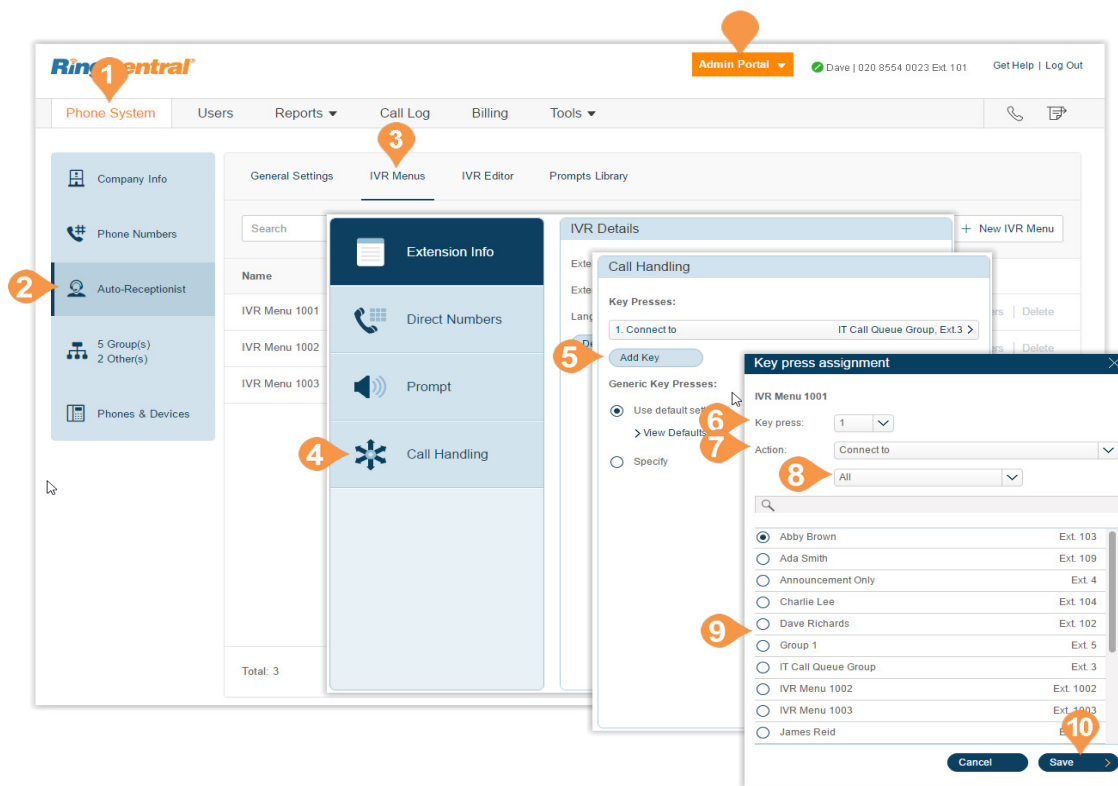 RingCentral®
Admin Portal
Dave | 020 8554 0023 Ext. 101
Get Help | Log Out
1
Phone System
Users
Reports
Call Log
Billing
Tools
3
Company Info
Phone Numbers
2
Auto-Receptionist
5 Group(s)
2 Other(s)
Phones & Devices
General Settings
IVR Menus
IVR Editor
Prompts Library
Search
+ New IVR Menu
Name
IVR Menu 1001
Delete
IVR Menu 1002
Delete
IVR Menu 1003
Total: 3
Extension Info
Direct Numbers
Prompt
4
Call Handling
IVR Details
Call Handling
Key Presses:
1. Connect to
IT Call Queue Group, Ext.3 >
5
Add Key
Generic Key Presses:
Use default
> View Defaults
Specify
Key press assignment
IVR Menu 1001
6
Key press:
1
7
Action:
Connect to
8
All
Abby Brown
Ext. 103
Ada Smith
Ext. 109
Announcement Only
Ext. 4
Charlie Lee
Ext. 104
9
Dave Richards
Ext. 102
Group 1
Ext. 5
IT Call Queue Group
Ext. 3
IVR Menu 1002
Ext. 1002
IVR Menu 1003
Ext. 1003
James Reid
10
Cancel
Save >